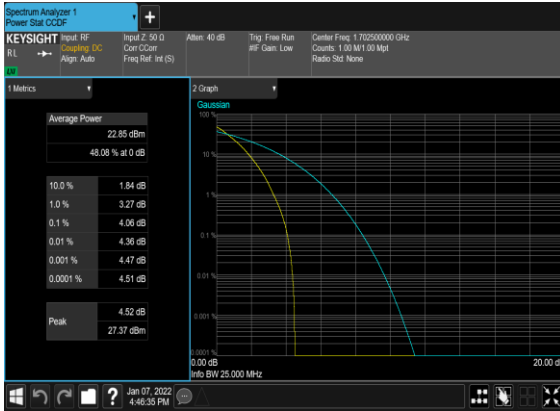 Spectrum Analyzer 1
Power Stat CCDF
KEYSIGHT
RL
Input: RF
Coupling: DC
Align: Auto
Input Z: 50 Ω
Corr CCorr
Freq Ref: Int (S)
Atten: 40 dB
Trig: Free Run
#IF Gain: Low
Center Freq: 1.702500000 GHz
Counts: 1.00 M/1.00 Mpt
Radio Std: None
1 Metrics
Average Power
22.85 dBm
48.08 % at 0 dB
10.0 % 1.84 dB
1.0 % 3.27 dB
0.1 % 4.06 dB
0.01 % 4.36 dB
0.001 % 4.47 dB
0.0001 % 4.51 dB
Peak
4.52 dB
27.37 dBm
2 Graph
Gaussian
100 %
10 %
1 %
0.1 %
0.01 %
0.001 %
0.0001 %
0.00 dB
20.00
Info BW 25.000 MHz
Jan 07, 2022
4:46:35 PM